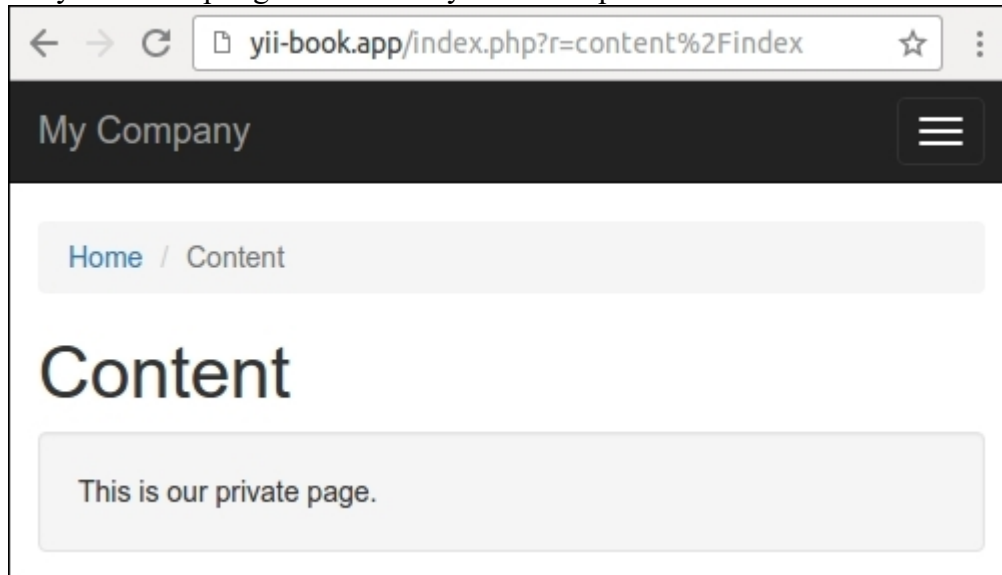 yii-book.app/index.php?r=content%2Findex
My Company
Home / Content
Content
This is our private page.